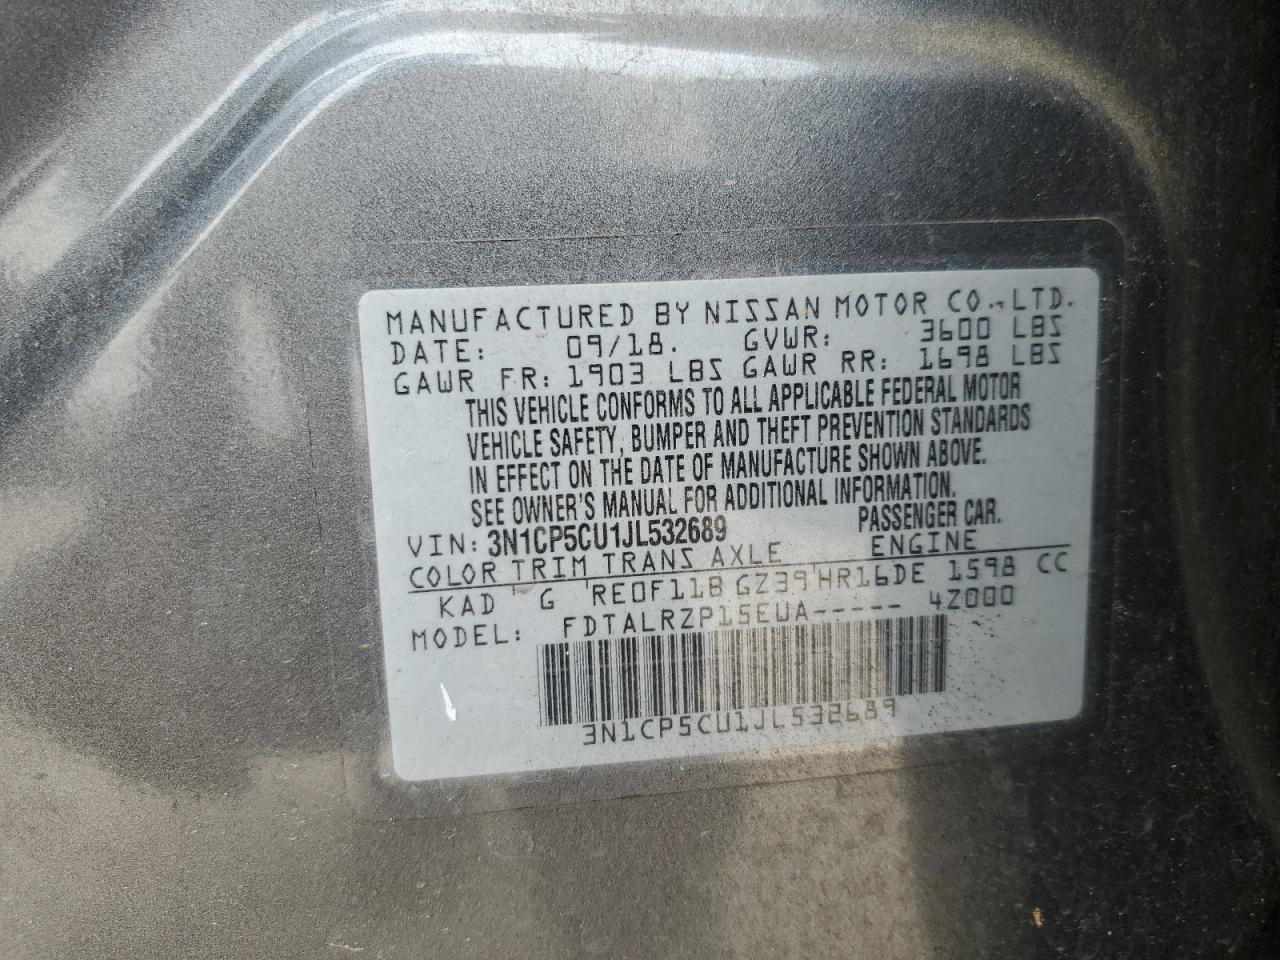 MANUFACTURED BY NISSAN MOTOR CO., LTD.
DATE: 09/18. GVWR: 3600 LBS
GAWR FR: 1903 LBS GAWR RR: 1698 LBS
THIS VEHICLE CONFORMS TO ALL APPLICABLE FEDERAL MOTOR
VEHICLE SAFETY, BUMPER AND THEFT PREVENTION STANDARDS
IN EFFECT ON THE DATE OF MANUFACTURE SHOWN ABOVE.
SEE OWNER'S MANUAL FOR ADDITIONAL INFORMATION.
VIN: 3N1CP5CU1JL532689 PASSENGER CAR.
COLOR TRIM TRANS AXLE ENGINE
KAD G RE0F11B GZ39 HR16DE 1598 CC
MODEL: FDTALRZP15EUA----- 4Z000
3N1CP5CU1JL532689